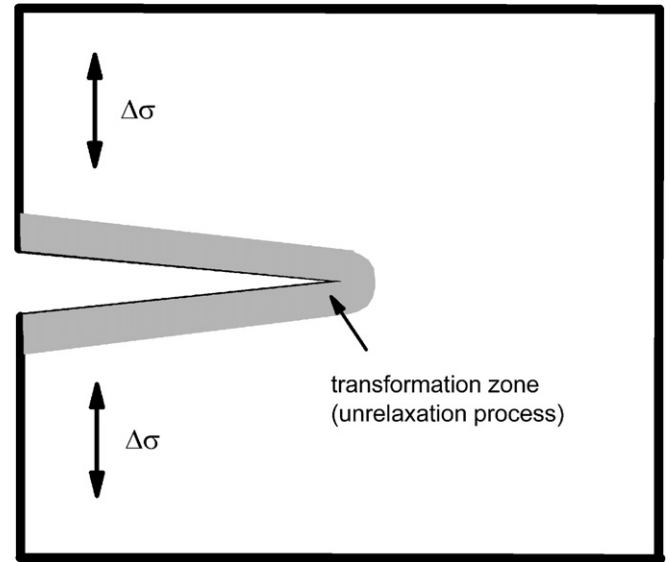 Δσ
transformation zone
(unrelaxation process)
Δσ